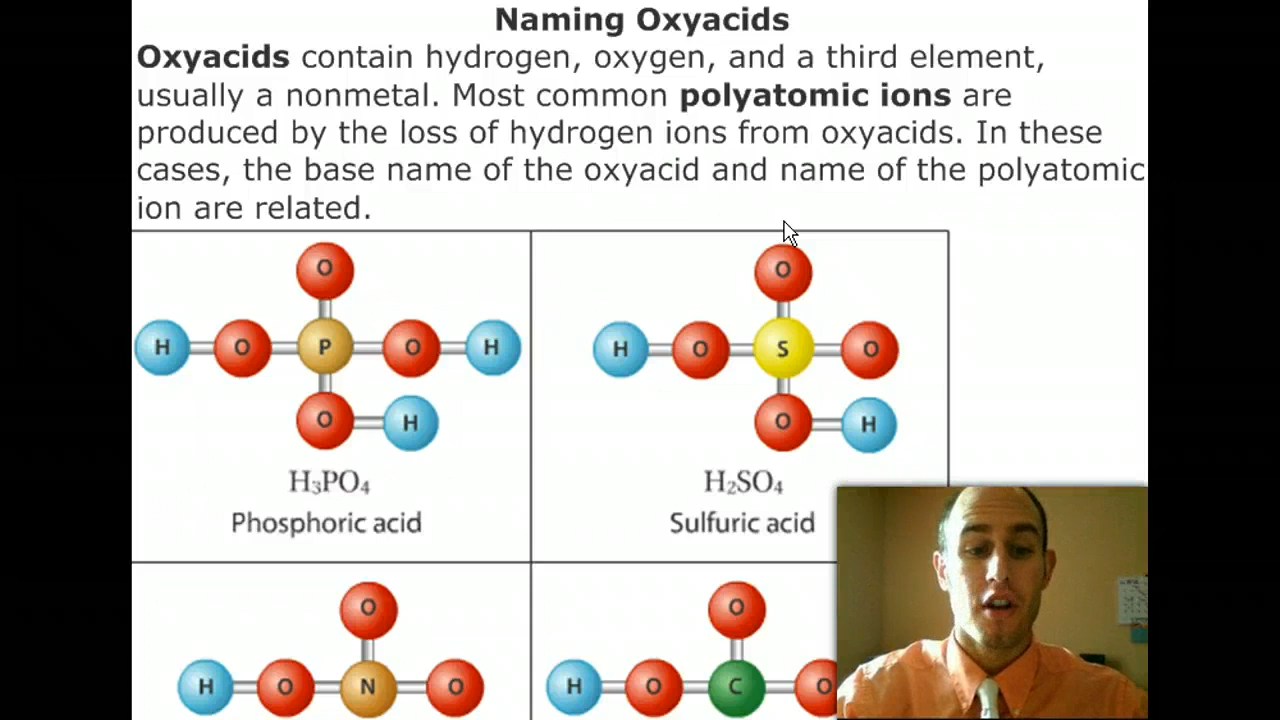 Naming Oxyacids
Oxyacids contain hydrogen, oxygen, and a third element,
usually a nonmetal. Most common polyatomic ions are
produced by the loss of hydrogen ions from oxyacids. In these
cases, the base name of the oxyacid and name of the polyatomic
ion are related.
O
H O P O H
O H
H₃PO₄
Phosphoric acid
O
H O S O
O H
H₂SO₄
Sulfuric acid
O
H O N O
O
H O C O